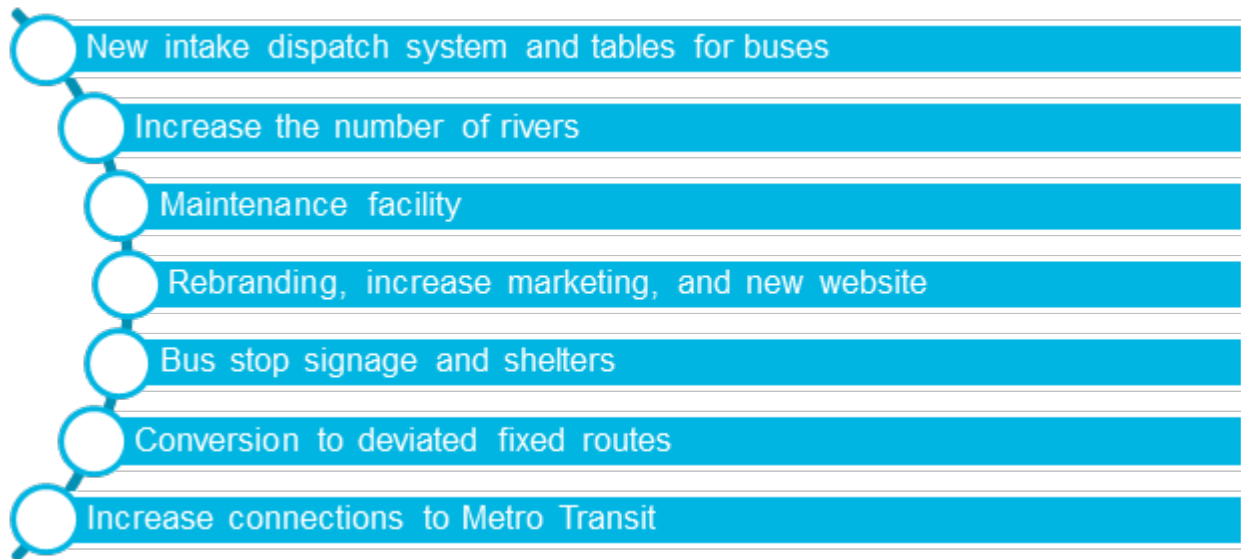 New intake dispatch system and tables for buses
Increase the number of rivers
Maintenance facility
Rebranding, increase marketing, and new website
Bus stop signage and shelters
Conversion to deviated fixed routes
Increase connections to Metro Transit